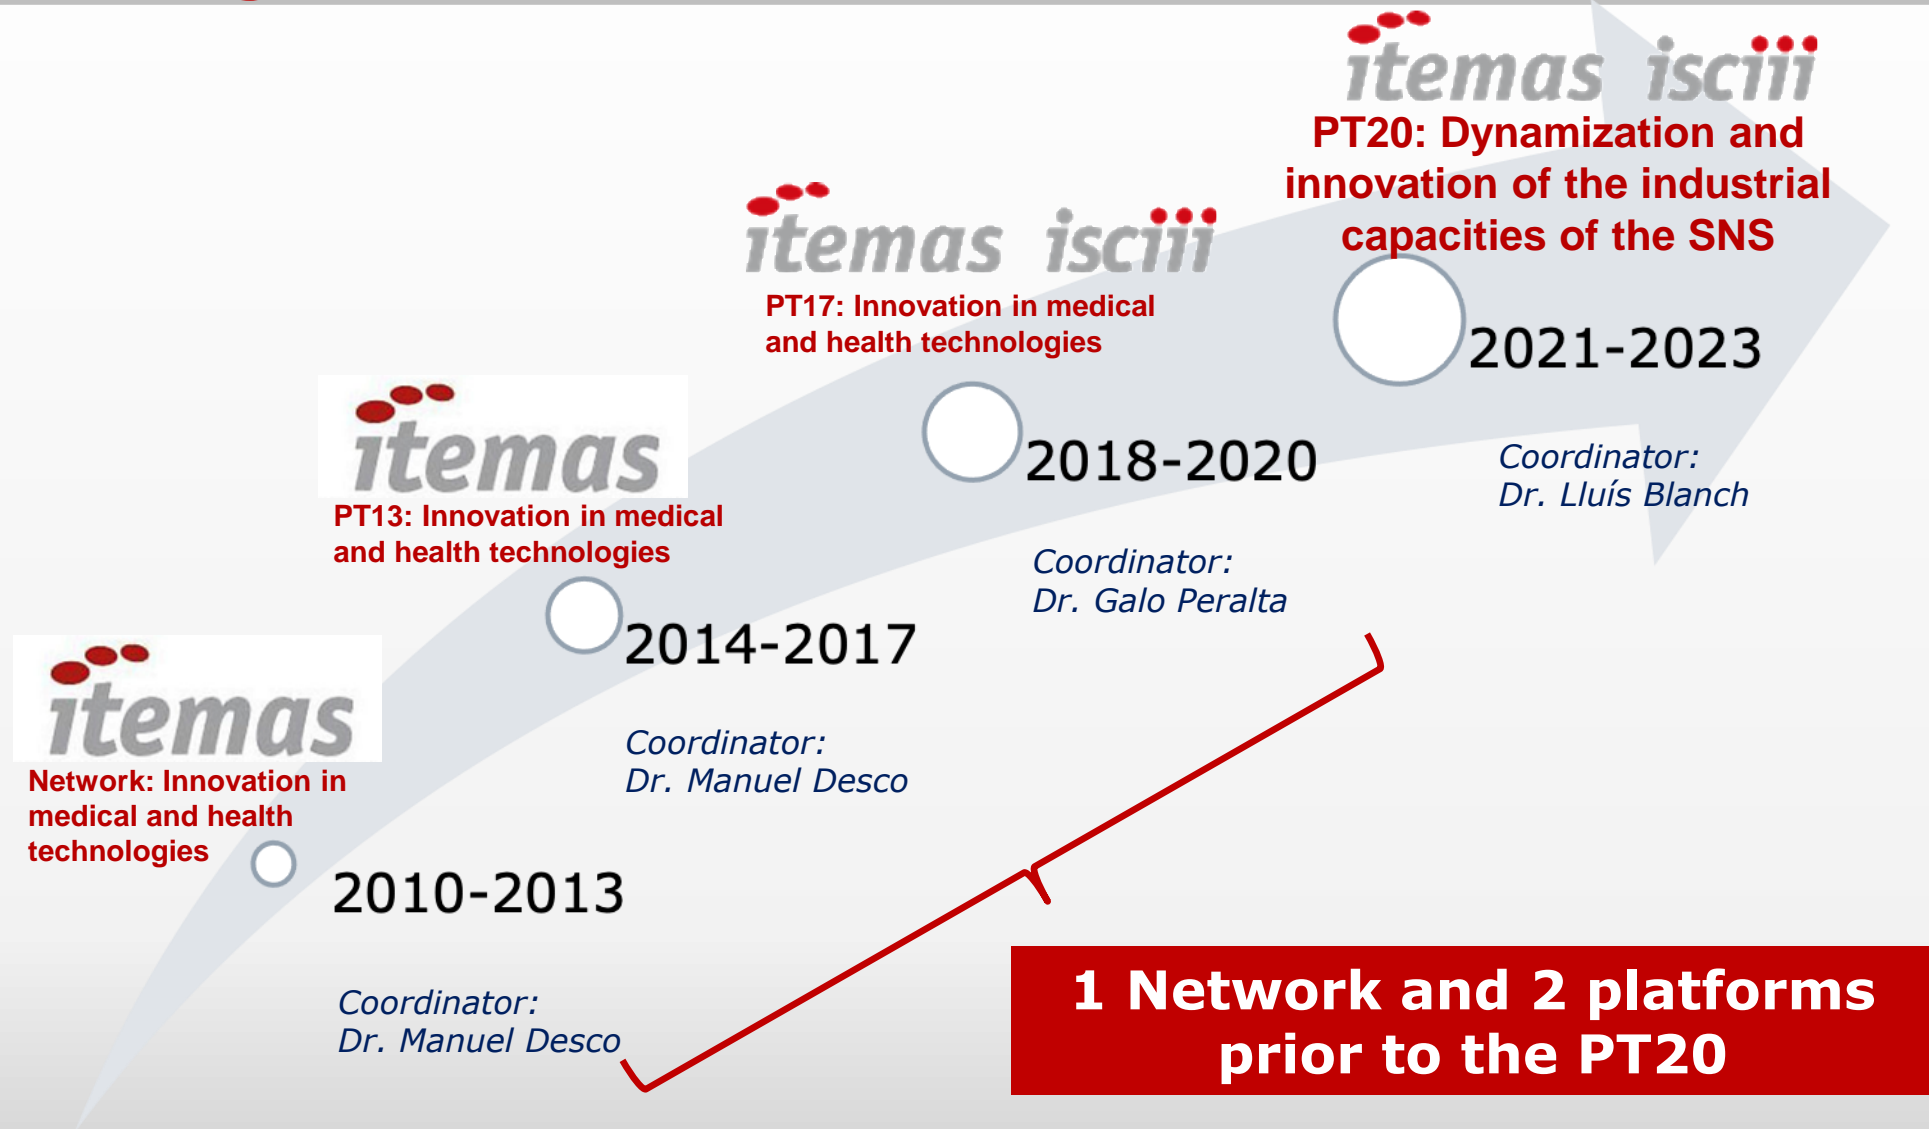 itemas isciii
PT20: Dynamization and
innovation of the industrial
capacities of the SNS
2021-2023
Coordinator:
Dr. Lluís Blanch
itemas isciii
PT17: Innovation in medical
and health technologies
2018-2020
Coordinator:
Dr. Galo Peralta
itemas
PT13: Innovation in medical
and health technologies
2014-2017
Coordinator:
Dr. Manuel Desco
itemas
Network: Innovation in
medical and health
technologies
2010-2013
Coordinator:
Dr. Manuel Desco
1 Network and 2 platforms
prior to the PT20